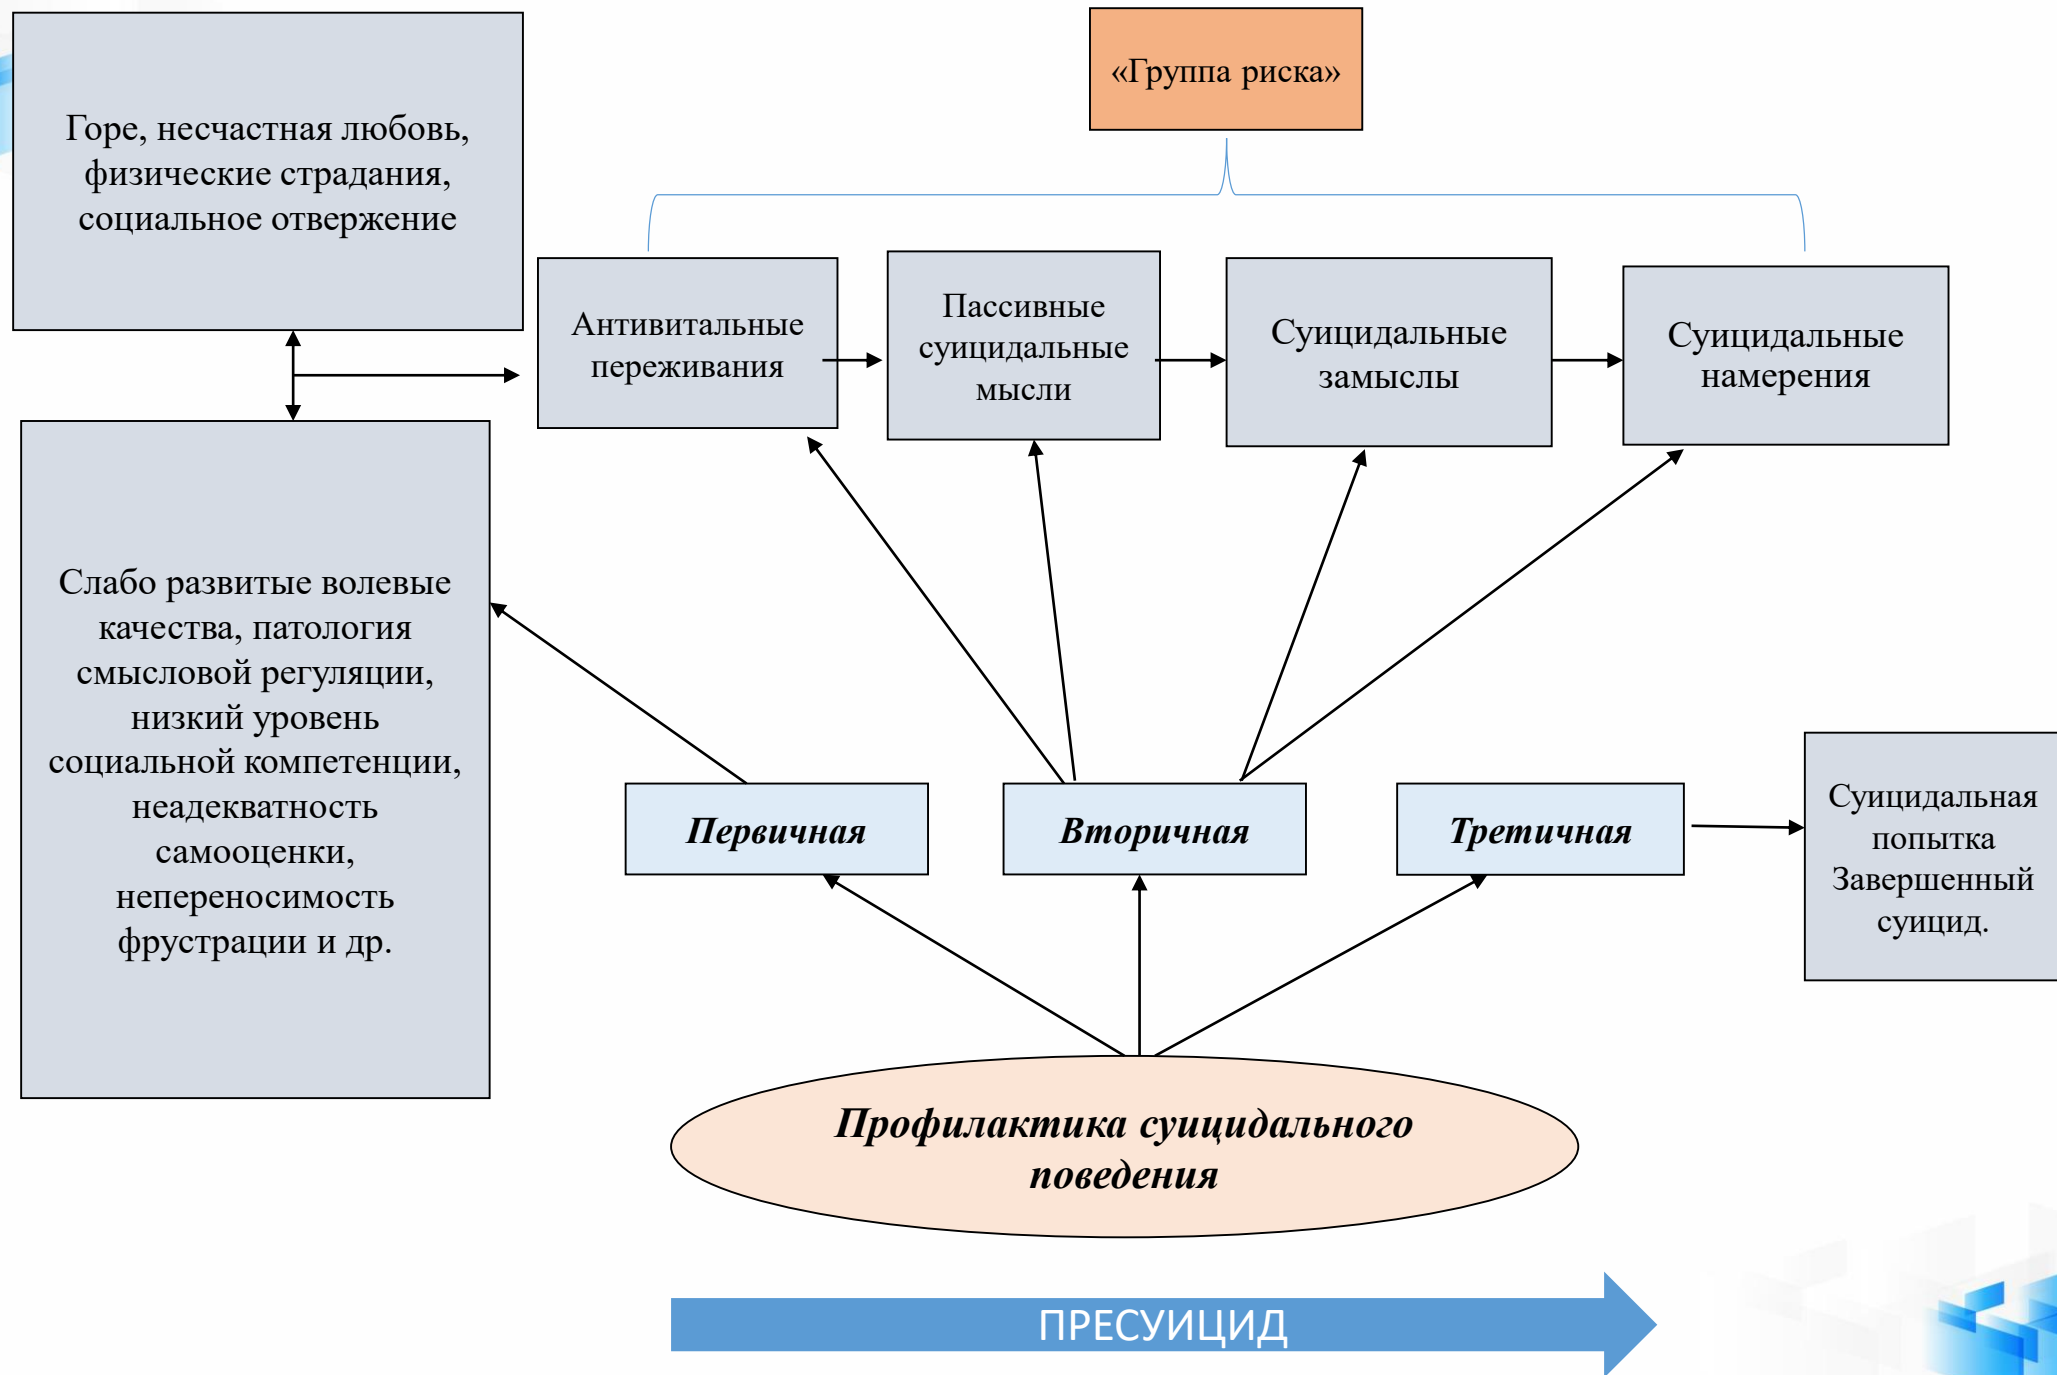 Горе, несчастная любовь,
физические страдания,
социальное отвержение
«Группа риска»
Антивитальные
переживания
Пассивные
суицидальные
мысли
Суицидальные
замыслы
Суицидальные
намерения
Слабо развитые волевые
качества, патология
смысловой регуляции,
низкий уровень
социальной компетенции,
неадекватность
самооценки,
непереносимость
фрустрации и др.
Первичная
Вторичная
Третичная
Суицидальная
попытка
Завершенный
суицид.
Профилактика суицидального
поведения
ПРЕСУИЦИД